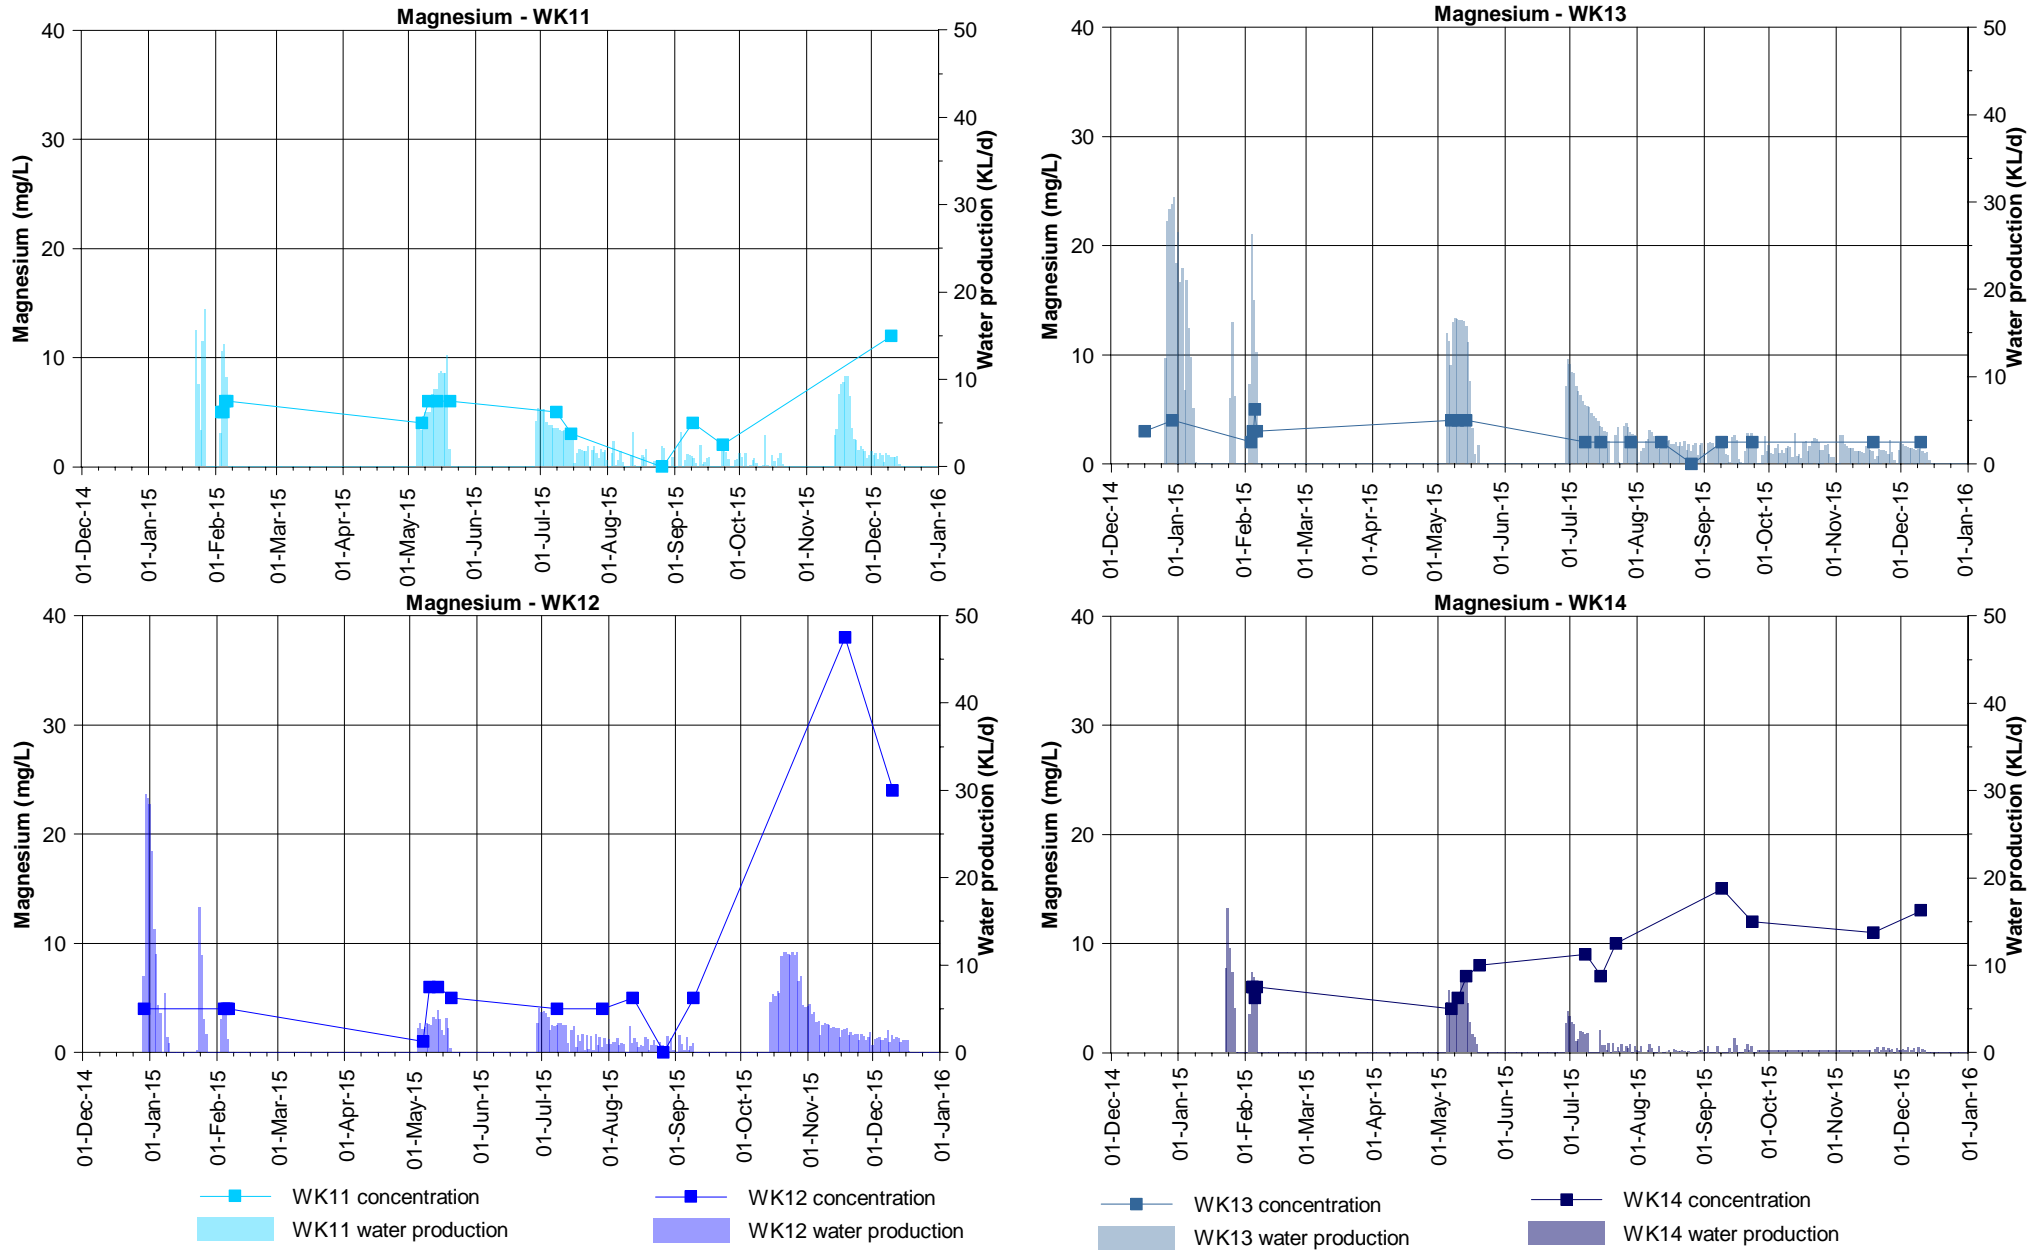 Magnesium - WK11
Magnesium (mg/L)
40
30
20
10
0
Water production (KL/d)
50
40
30
20
10
0
01-Dec-14
01-Jan-15
01-Feb-15
01-Mar-15
01-Apr-15
01-May-15
01-Jun-15
01-Jul-15
01-Aug-15
01-Sep-15
01-Oct-15
01-Nov-15
01-Dec-15
01-Jan-16
Magnesium - WK13
Magnesium (mg/L)
40
30
20
10
0
Water production (KL/d)
50
40
30
20
10
0
01-Dec-14
01-Jan-15
01-Feb-15
01-Mar-15
01-Apr-15
01-May-15
01-Jun-15
01-Jul-15
01-Aug-15
01-Sep-15
01-Oct-15
01-Nov-15
01-Dec-15
01-Jan-16
Magnesium - WK12
Magnesium (mg/L)
40
30
20
10
0
Water production (KL/d)
50
40
30
20
10
0
01-Dec-14
01-Jan-15
01-Feb-15
01-Mar-15
01-Apr-15
01-May-15
01-Jun-15
01-Jul-15
01-Aug-15
01-Sep-15
01-Oct-15
01-Nov-15
01-Dec-15
01-Jan-16
Magnesium - WK14
Magnesium (mg/L)
40
30
20
10
0
Water production (KL/d)
50
40
30
20
10
0
01-Dec-14
01-Jan-15
01-Feb-15
01-Mar-15
01-Apr-15
01-May-15
01-Jun-15
01-Jul-15
01-Aug-15
01-Sep-15
01-Oct-15
01-Nov-15
01-Dec-15
01-Jan-16
WK11 concentration
WK11 water production
WK12 concentration
WK12 water production
WK13 concentration
WK13 water production
WK14 concentration
WK14 water production